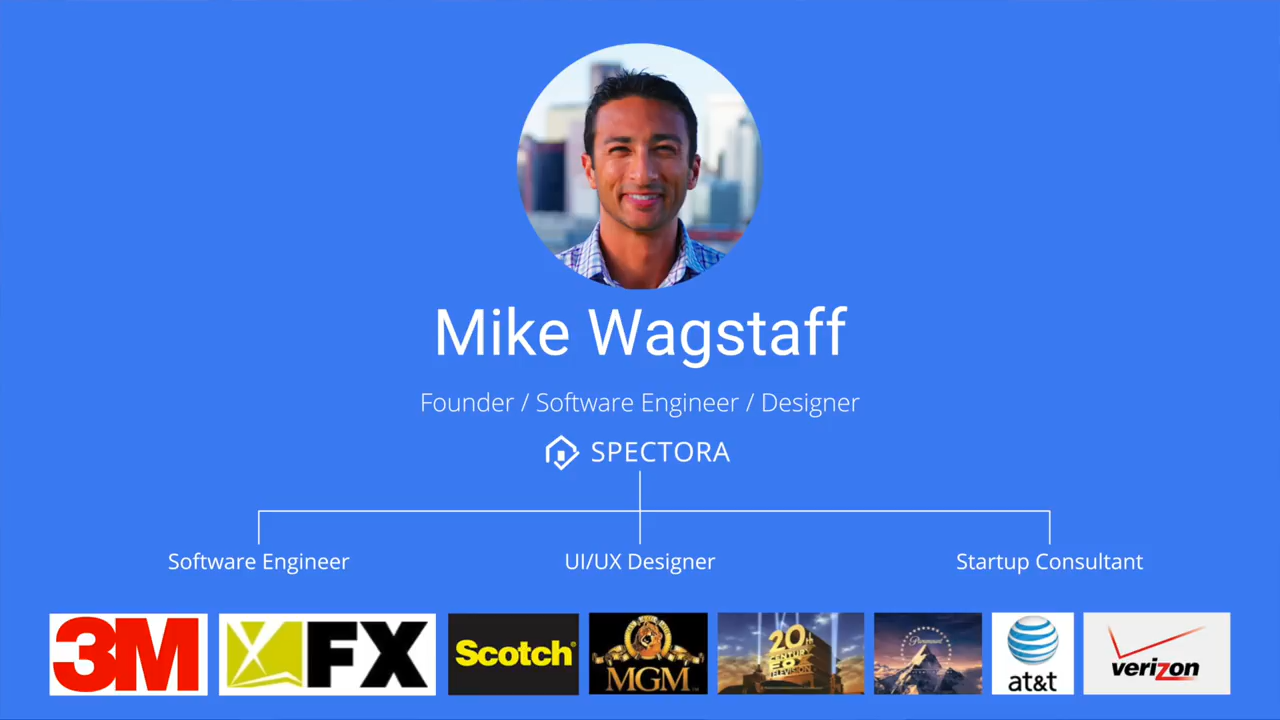 Mike Wagstaff
Founder / Software Engineer / Designer
SPECTORA
Software Engineer
UI/UX Designer
Startup Consultant
3M
FX
Scotch®
MGM
20th
CENTURY
FOX
TELEVISION
Paramount
at&t
verizon